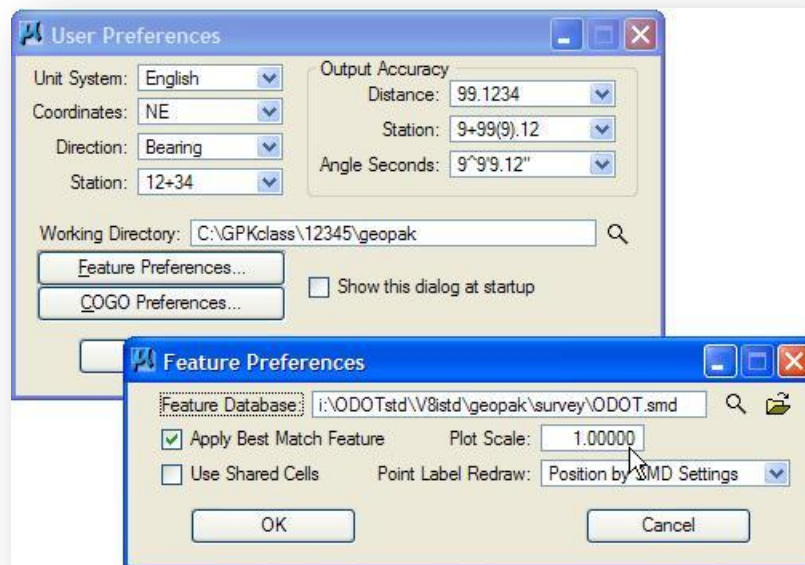 User Preferences
Unit System: English
Coordinates: NE
Direction: Bearing
Station: 12+34
Output Accuracy
Distance: 99.1234
Station: 9+99(9).12
Angle Seconds: 9^9'9.12"
Working Directory: C:\GPKclass\12345\geopak
Feature Preferences...
Show this dialog at startup
COGO Preferences...
Feature Preferences
Feature Database: i:\ODOTstd\V8istd\geopak\survey\ODOT.smd
Apply Best Match Feature Plot Scale: 1.00000
Use Shared Cells Point Label Redraw: Position by SMD Settings
OK Cancel